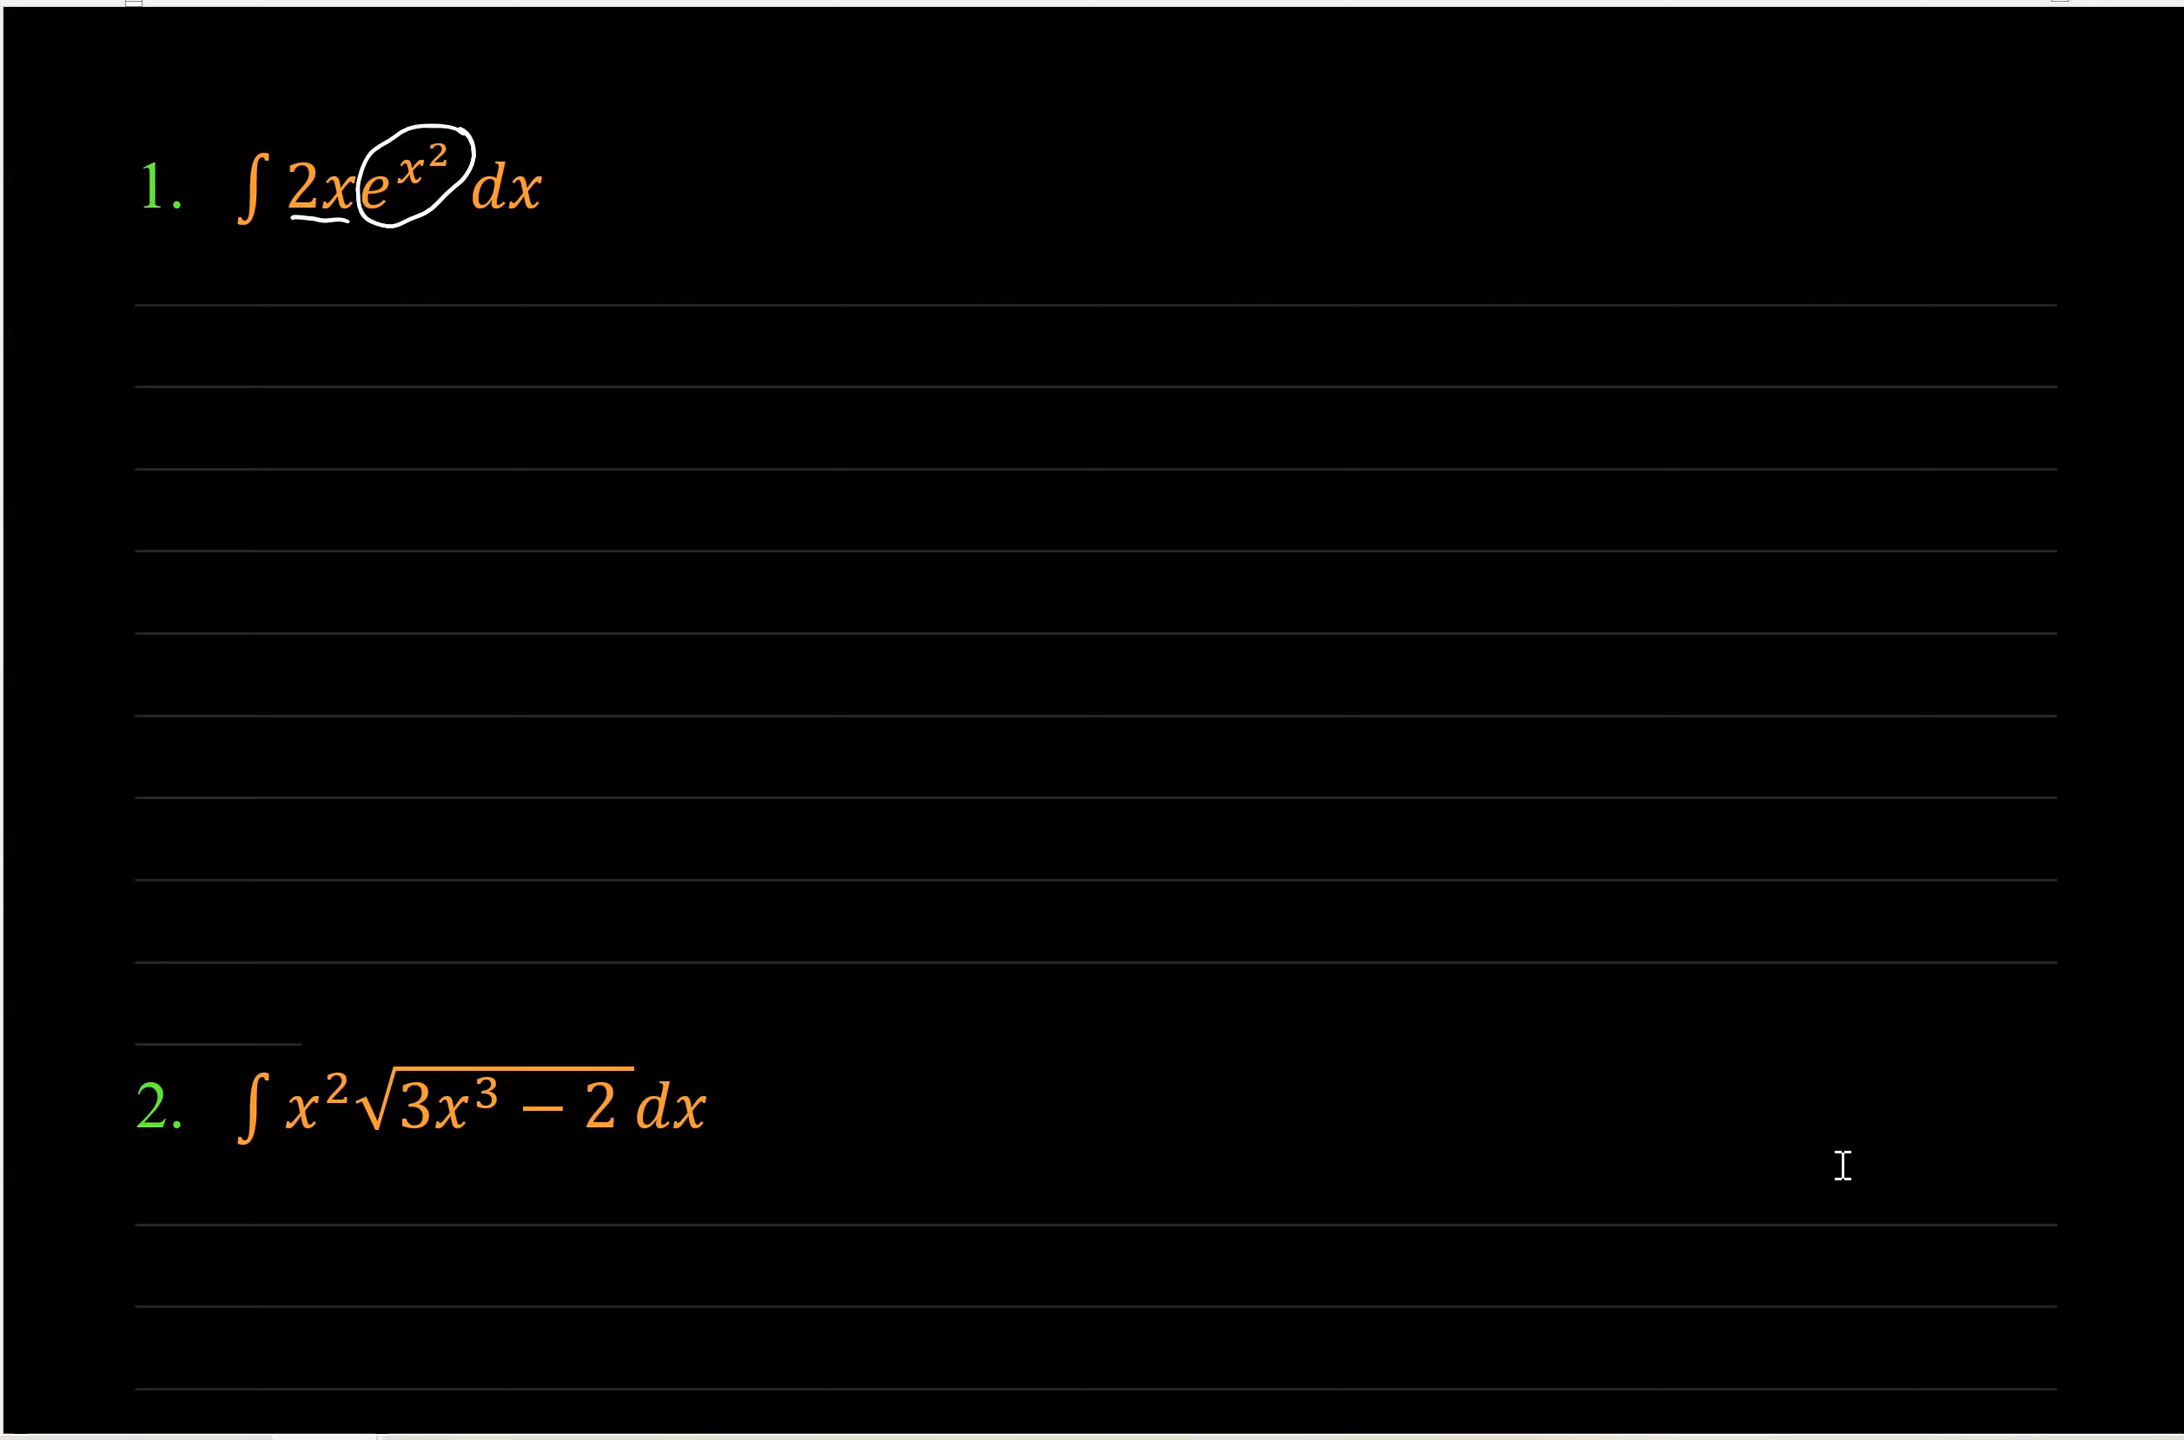 1. ∫ 2xe^{x^2} dx
2. ∫ x^2√(3x^3 − 2) dx